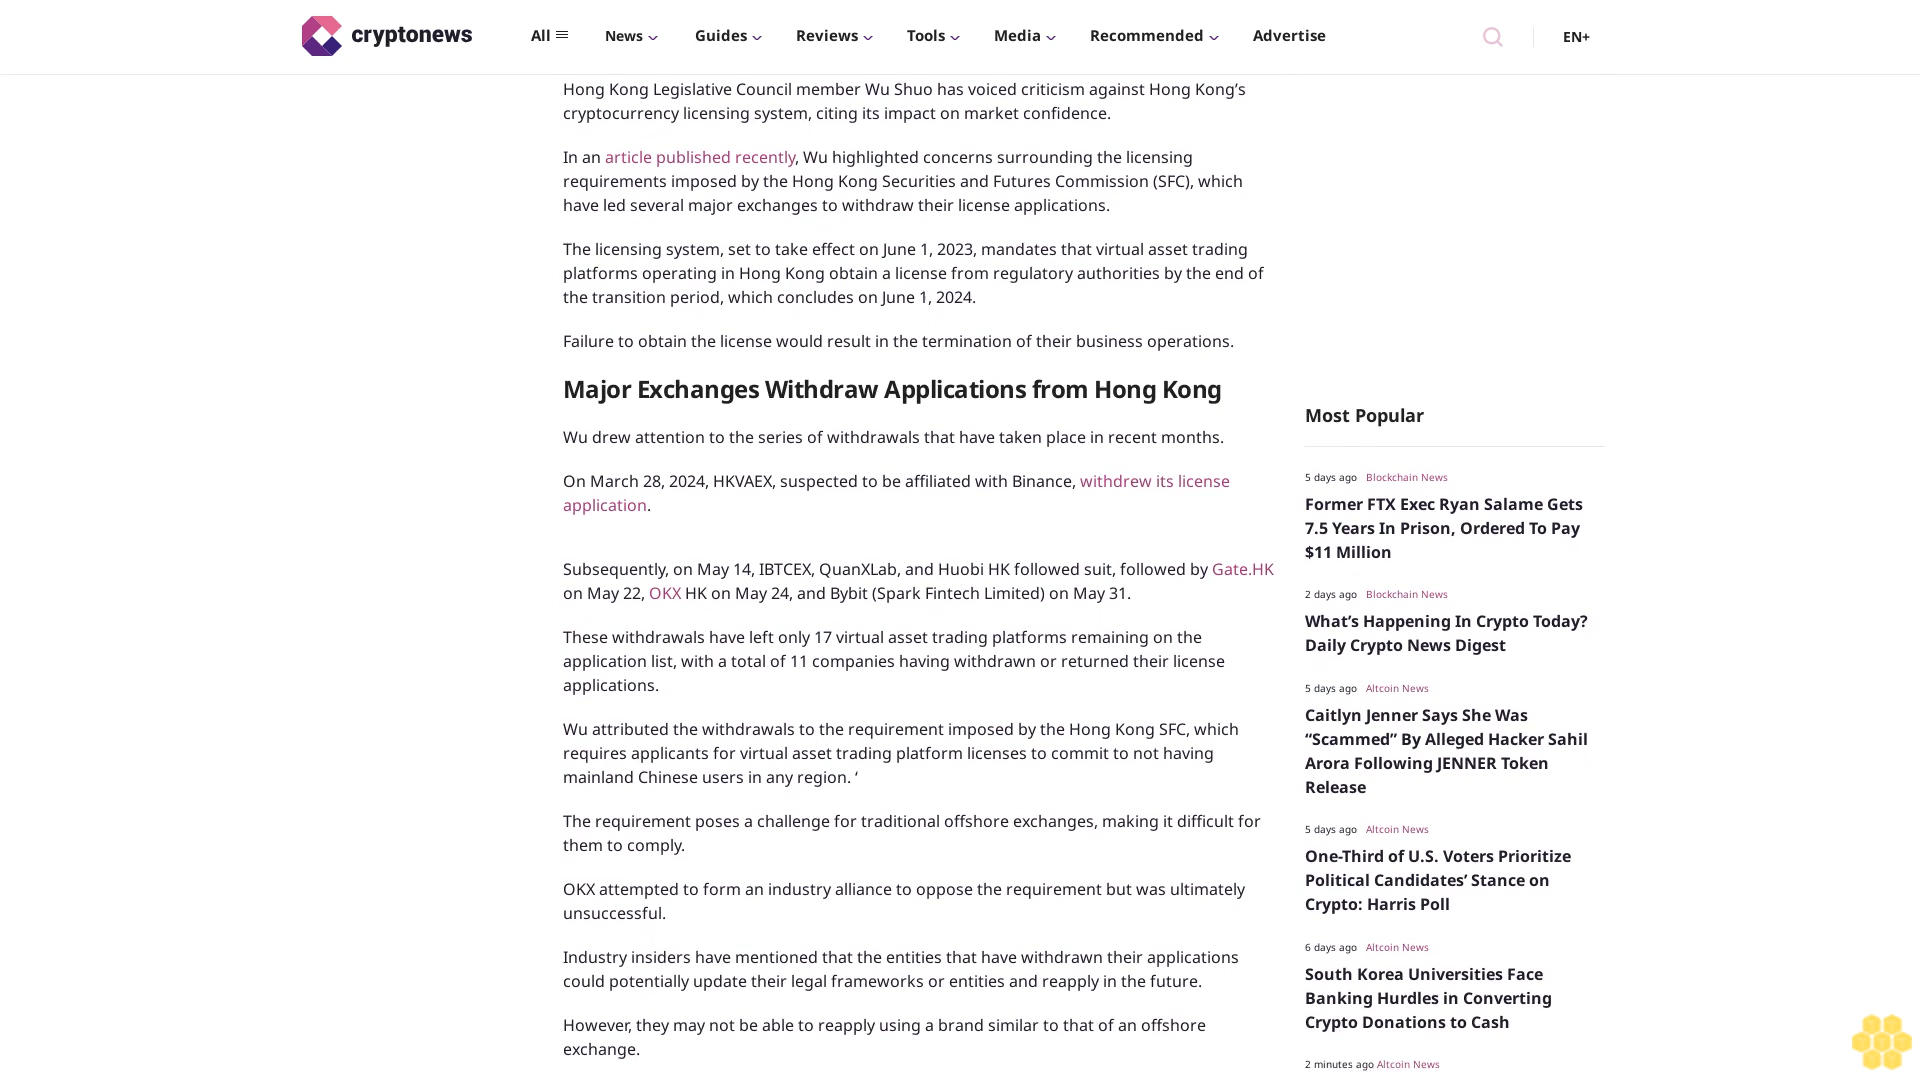 cryptonews
All
News
Guides
Reviews
Tools
Media
Recommended
Advertise
EN+
Hong Kong Legislative Council member Wu Shuo has voiced criticism against Hong Kong’s
cryptocurrency licensing system, citing its impact on market confidence.
In an article published recently, Wu highlighted concerns surrounding the licensing
requirements imposed by the Hong Kong Securities and Futures Commission (SFC), which
have led several major exchanges to withdraw their license applications.
The licensing system, set to take effect on June 1, 2023, mandates that virtual asset trading
platforms operating in Hong Kong obtain a license from regulatory authorities by the end of
the transition period, which concludes on June 1, 2024.
Failure to obtain the license would result in the termination of their business operations.
Major Exchanges Withdraw Applications from Hong Kong
Wu drew attention to the series of withdrawals that have taken place in recent months.
On March 28, 2024, HKVAEX, suspected to be affiliated with Binance, withdrew its license
application.
Subsequently, on May 14, IBTCEX, QuanXLab, and Huobi HK followed suit, followed by Gate.HK
on May 22, OKX HK on May 24, and Bybit (Spark Fintech Limited) on May 31.
These withdrawals have left only 17 virtual asset trading platforms remaining on the
application list, with a total of 11 companies having withdrawn or returned their license
applications.
Wu attributed the withdrawals to the requirement imposed by the Hong Kong SFC, which
requires applicants for virtual asset trading platform licenses to commit to not having
mainland Chinese users in any region. ‘
The requirement poses a challenge for traditional offshore exchanges, making it difficult for
them to comply.
OKX attempted to form an industry alliance to oppose the requirement but was ultimately
unsuccessful.
Industry insiders have mentioned that the entities that have withdrawn their applications
could potentially update their legal frameworks or entities and reapply in the future.
However, they may not be able to reapply using a brand similar to that of an offshore
exchange.
Most Popular
5 days ago Blockchain News
Former FTX Exec Ryan Salame Gets
7.5 Years In Prison, Ordered To Pay
$11 Million
2 days ago Blockchain News
What’s Happening In Crypto Today?
Daily Crypto News Digest
5 days ago Altcoin News
Caitlyn Jenner Says She Was
“Scammed” By Alleged Hacker Sahil
Arora Following JENNER Token
Release
5 days ago Altcoin News
One-Third of U.S. Voters Prioritize
Political Candidates’ Stance on
Crypto: Harris Poll
6 days ago Altcoin News
South Korea Universities Face
Banking Hurdles in Converting
Crypto Donations to Cash
2 minutes ago Altcoin News